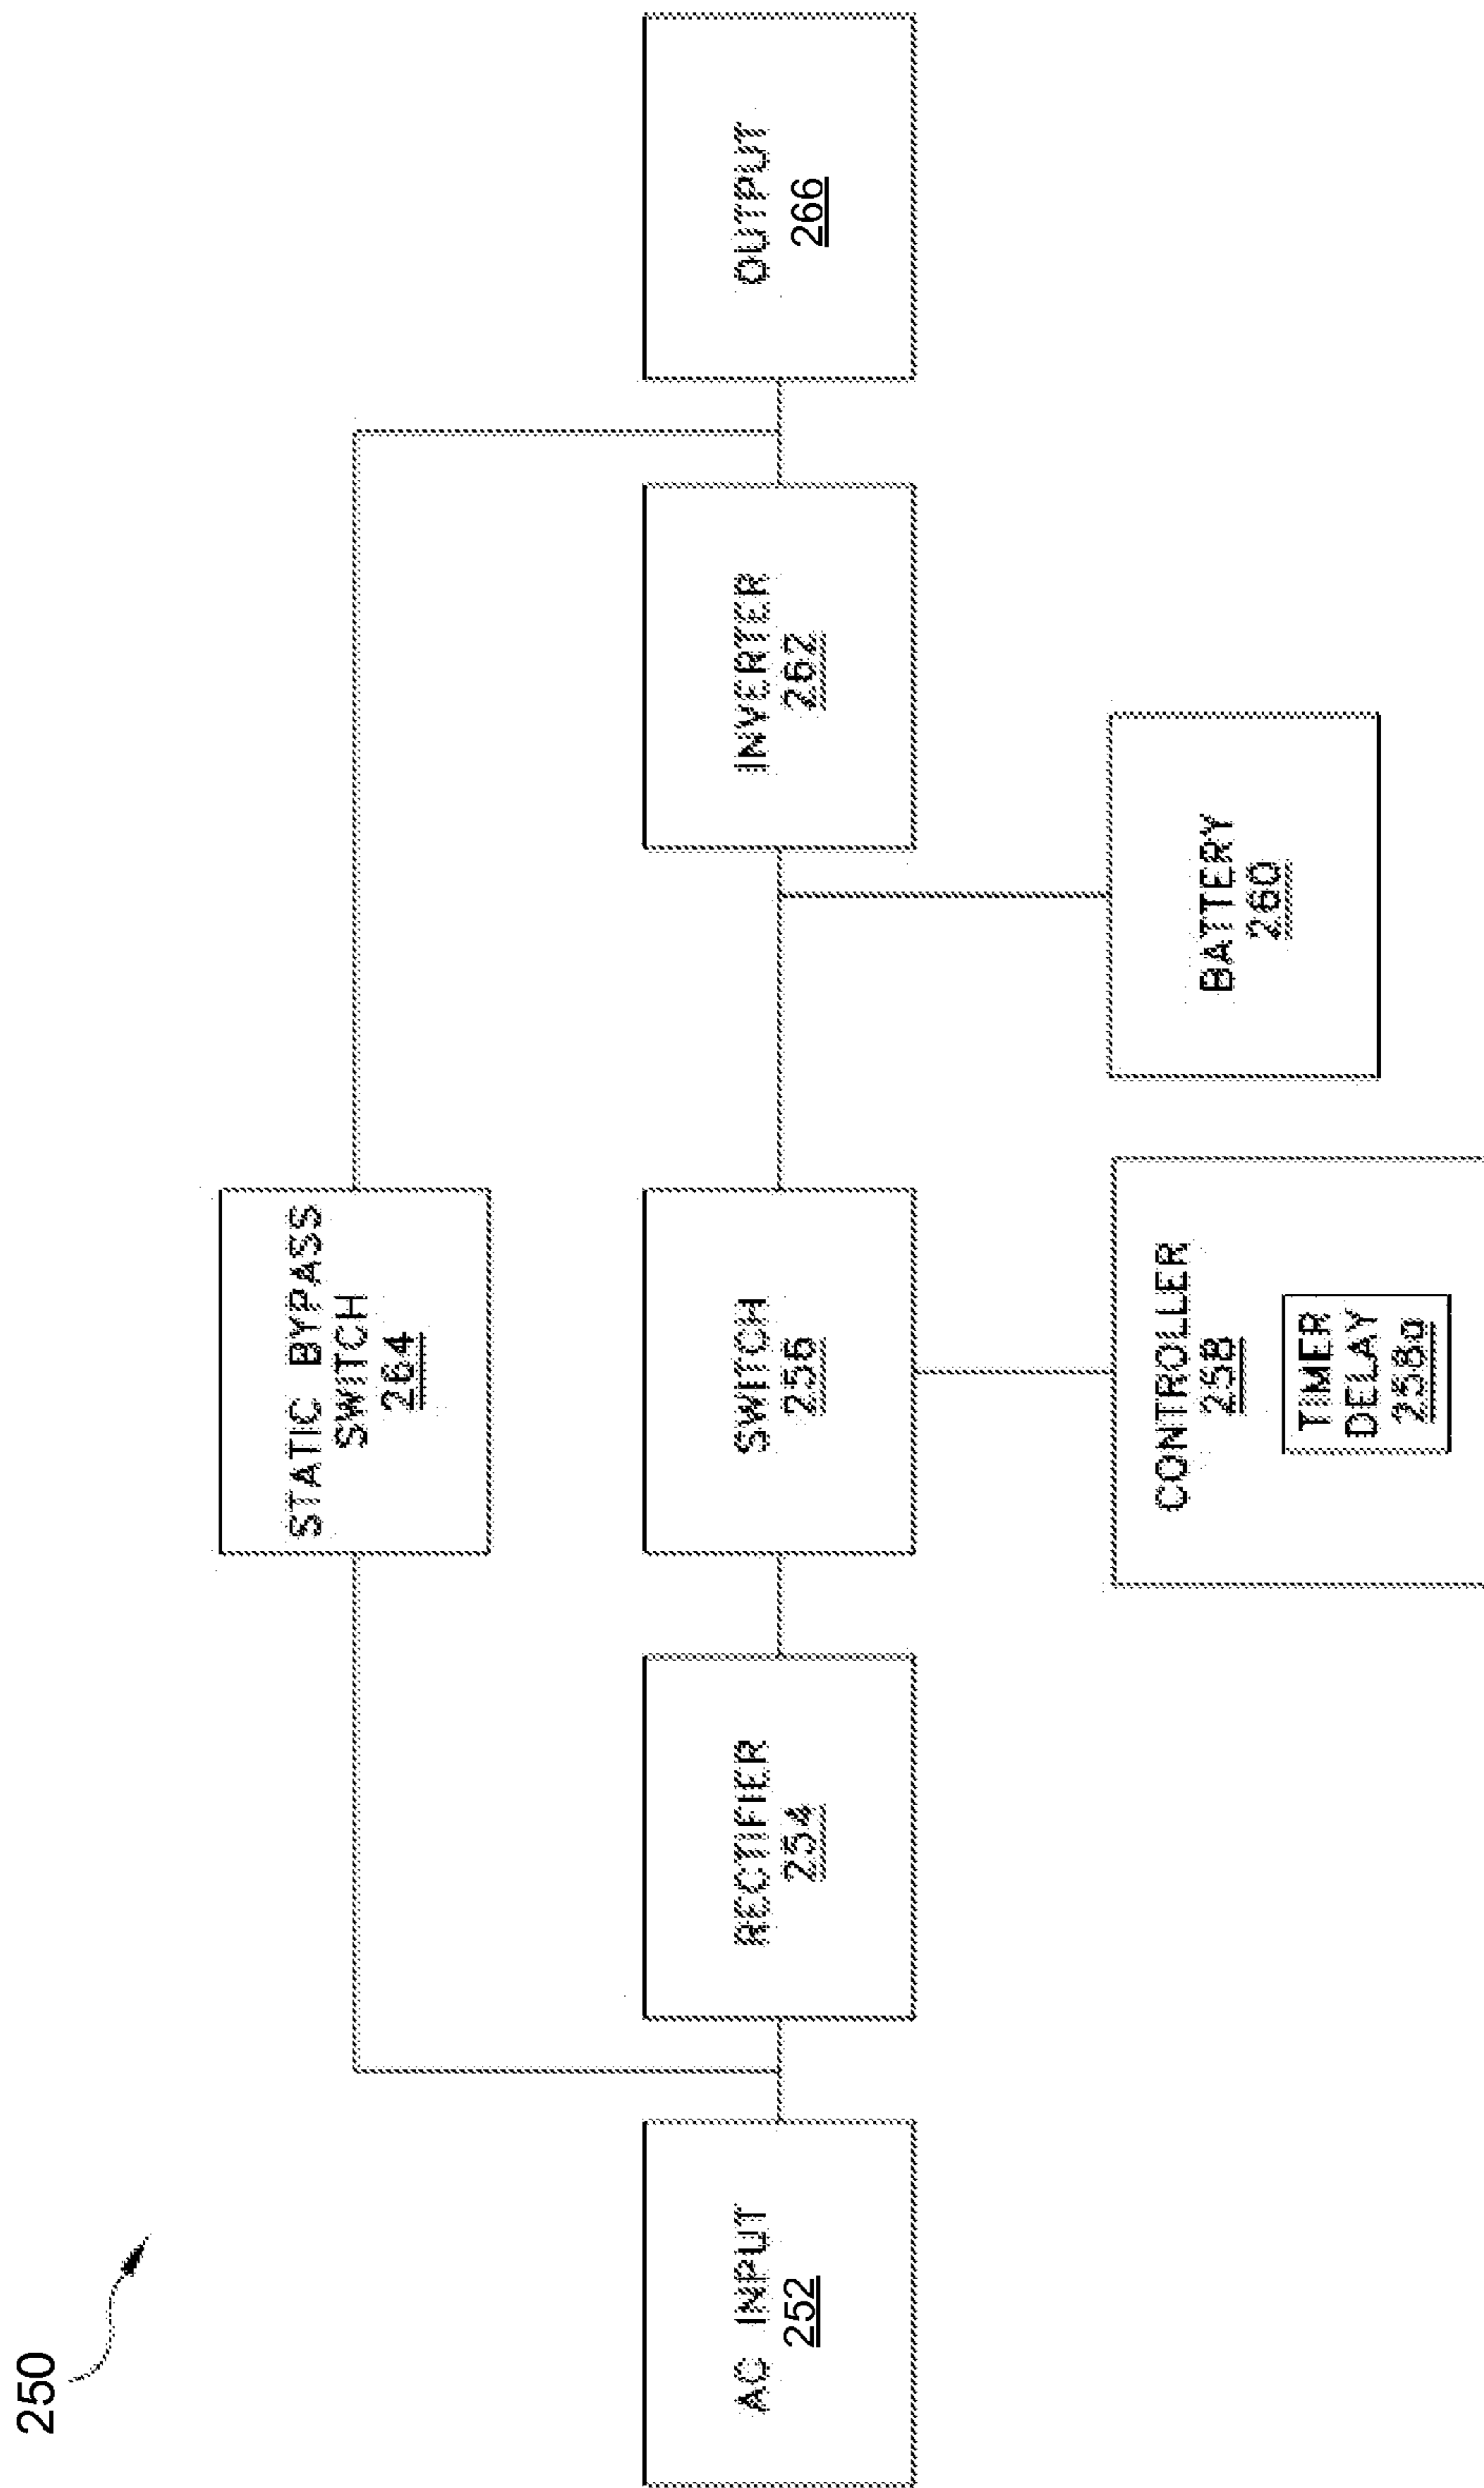 250
STATIC BYPASS
SWITCH
264
AC INPUT
252
RECTIFIER
254
SWITCH
256
INVERTER
262
OUTPUT
266
CONTROLLER
258
TIMER
DELAY
258a
BATTERY
260